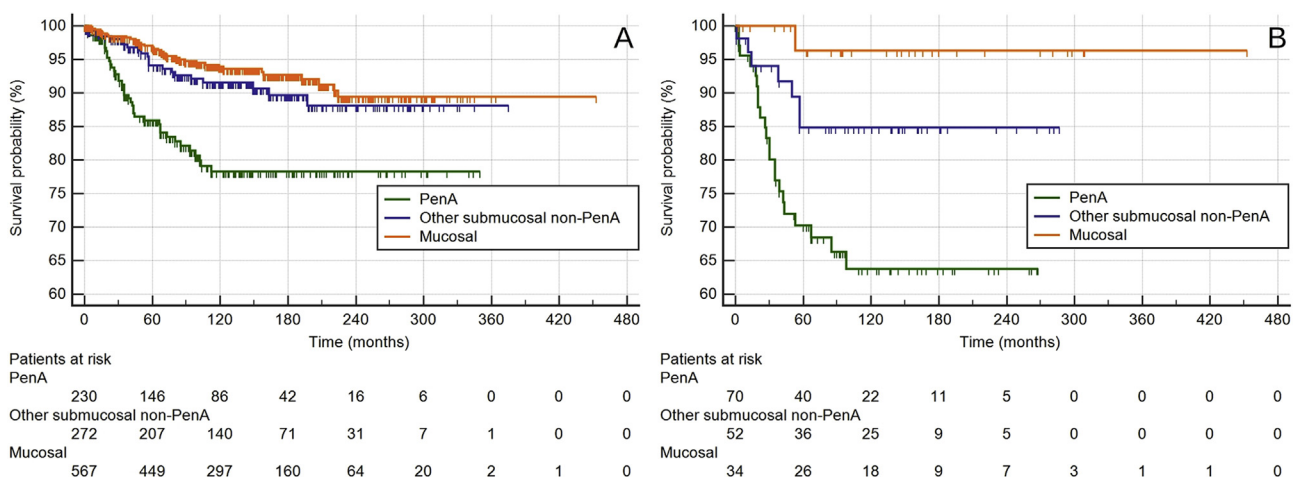 A
Survival probability (%)
100
95
90
85
80
75
70
65
60
PenA
Other submucosal non-PenA
Mucosal
0 60 120 180 240 300 360 420 480
Time (months)
Patients at risk
PenA
230 146 86 42 16 6 0 0 0
Other submucosal non-PenA
272 207 140 71 31 7 1 0 0
Mucosal
567 449 297 160 64 20 2 1 0
B
Survival probability (%)
100
95
90
85
80
75
70
65
60
PenA
Other submucosal non-PenA
Mucosal
0 60 120 180 240 300 360 420 480
Time (months)
Patients at risk
PenA
70 40 22 11 5 0 0 0 0
Other submucosal non-PenA
52 36 25 9 5 0 0 0 0
Mucosal
34 26 18 9 7 3 1 1 0